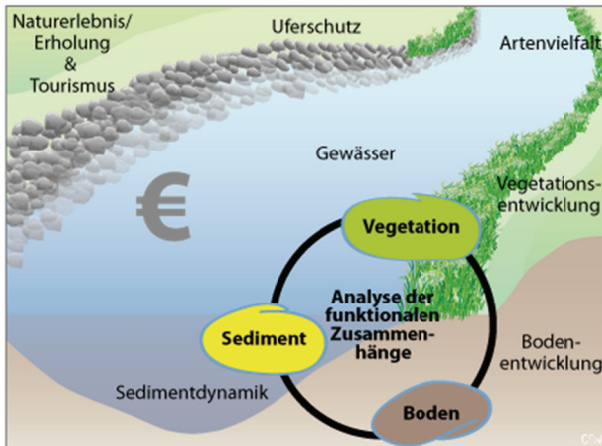 Naturerlebnis/
Erholung
&
Tourismus
Uferschutz
Artenvielfalt
Gewässer
€
Vegetations-
entwicklung
Vegetation
Analyse der
funktionalen
Zusammen-
hänge
Sediment
Boden-
entwicklung
Sedimentdynamik
Boden